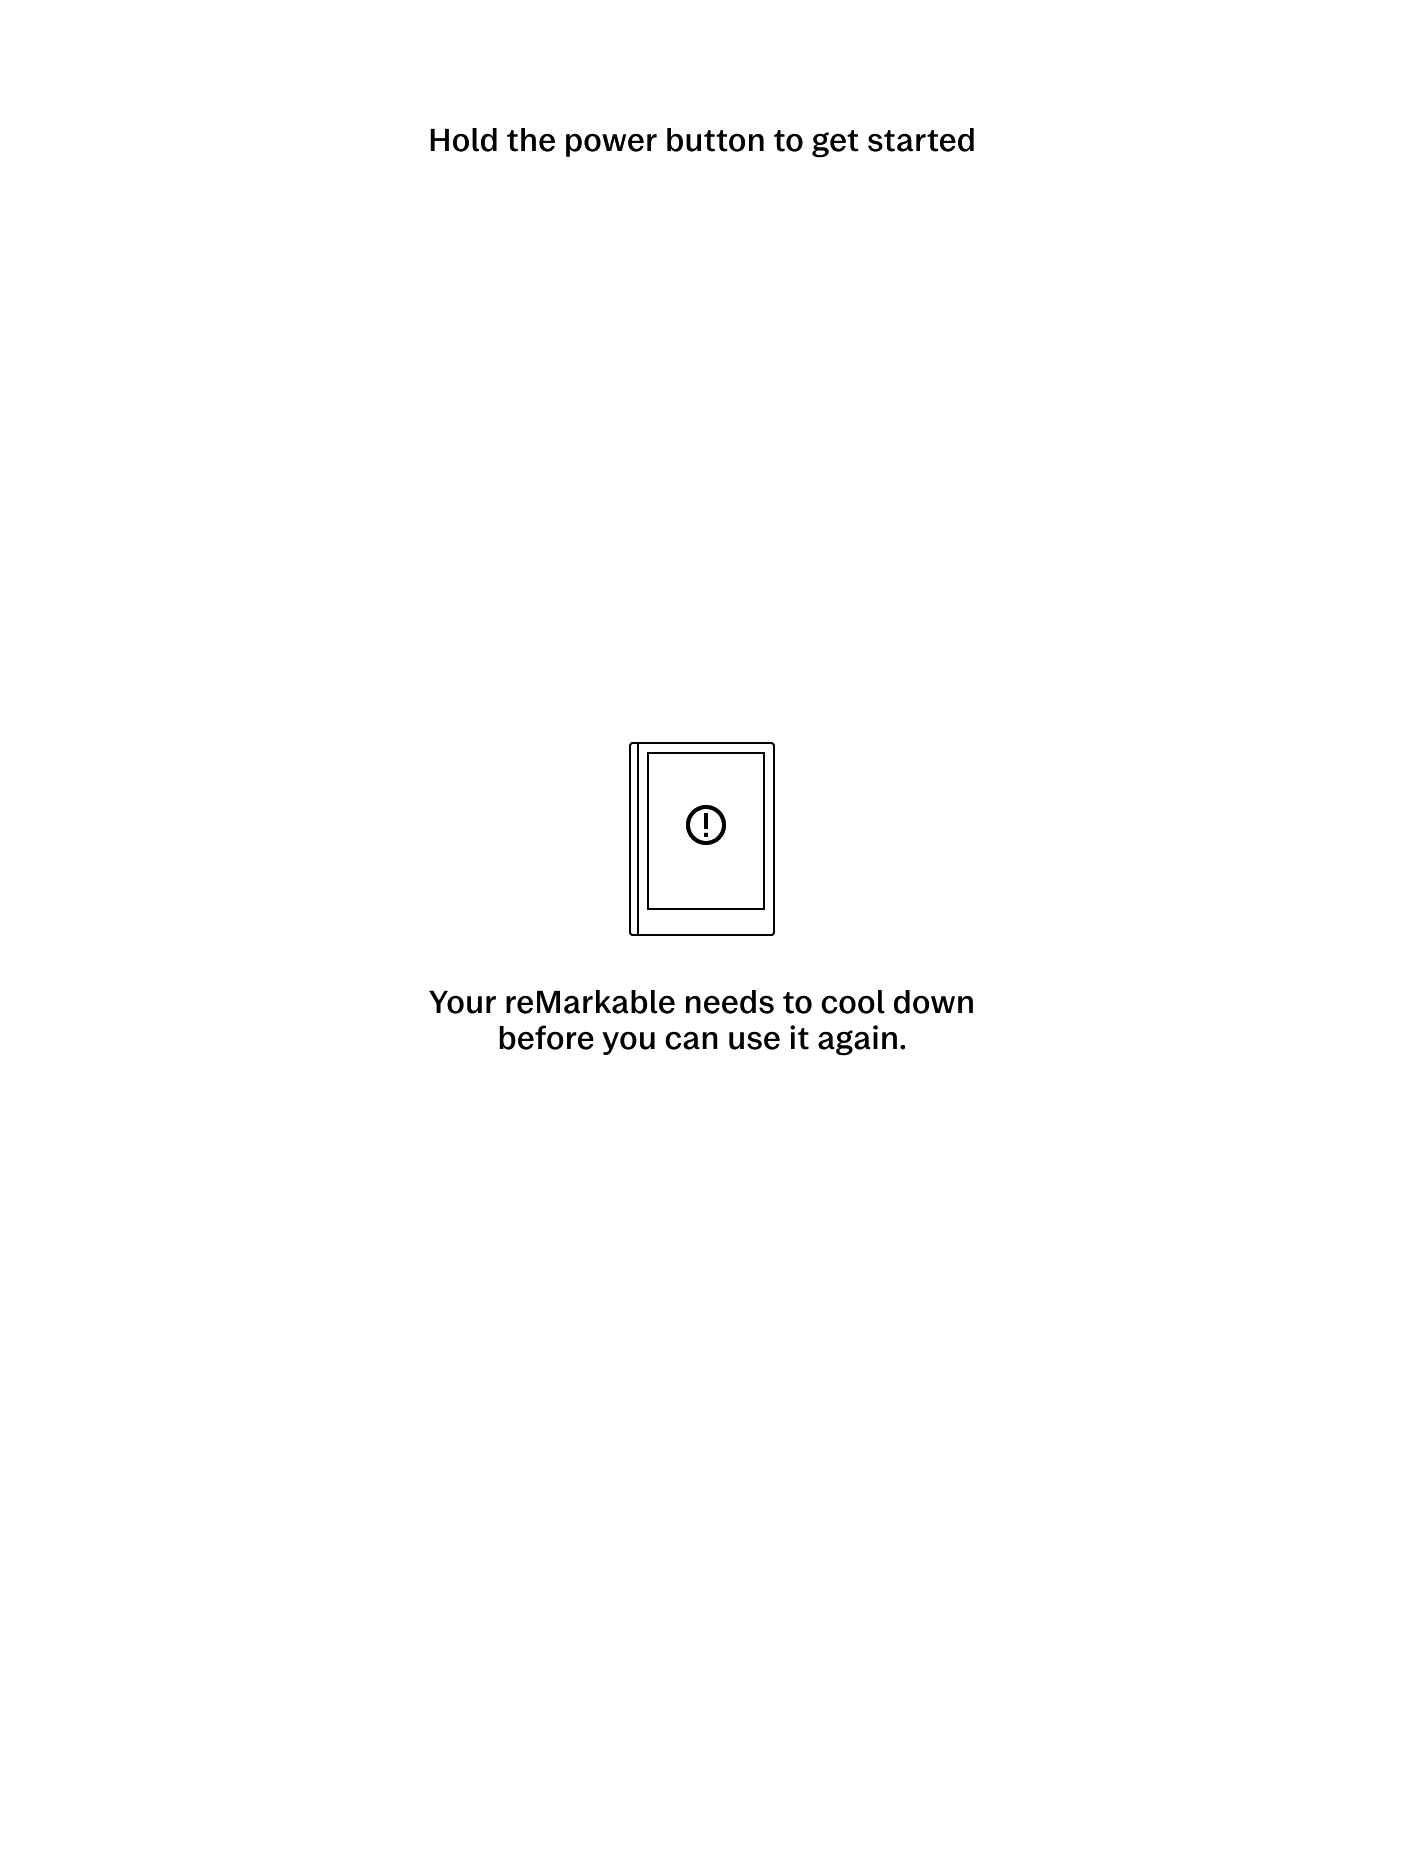 Hold the power button to get started
Your reMarkable needs to cool down
before you can use it again.